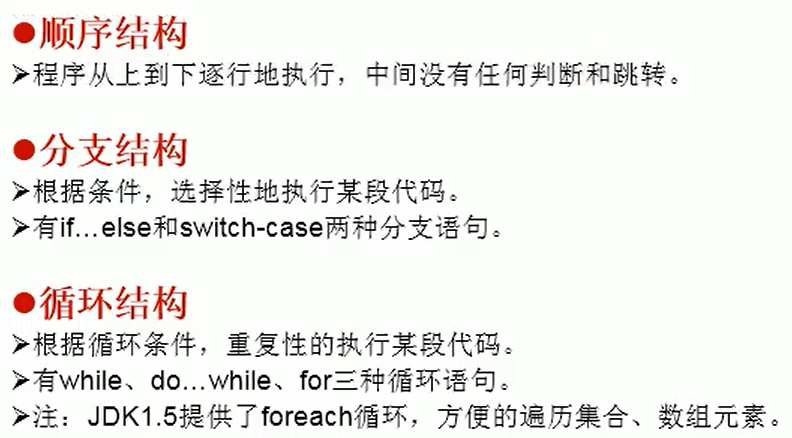 ●顺序结构
➢程序从上到下逐行地执行，中间没有任何判断和跳转。
●分支结构
➢根据条件，选择性地执行某段代码。
➢有if…else和switch-case两种分支语句。
●循环结构
➢根据循环条件，重复性的执行某段代码。
➢有while、do…while、for三种循环语句。
➢注：JDK1.5提供了foreach循环，方便的遍历集合、数组元素。